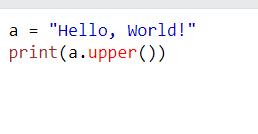 a = "Hello, World!"
print(a.upper())